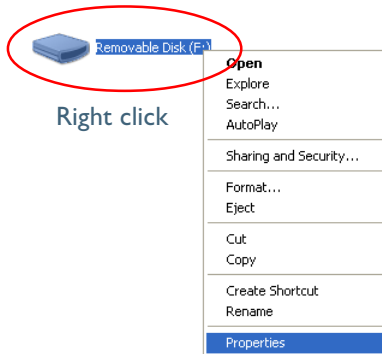 Removable Disk (F:)
Right click
Open
Explore
Search...
AutoPlay
Sharing and Security...
Format...
Eject
Cut
Copy
Create Shortcut
Rename
Properties